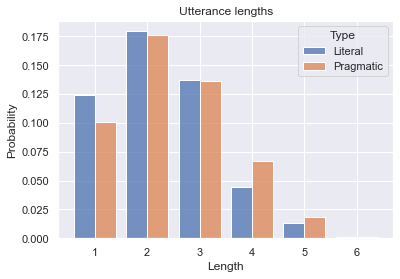 Utterance lengths
Type
Literal
Pragmatic
0.175
0.150
0.125
0.100
0.075
0.050
0.025
0.000
Probability
1 2 3 4 5 6
Length